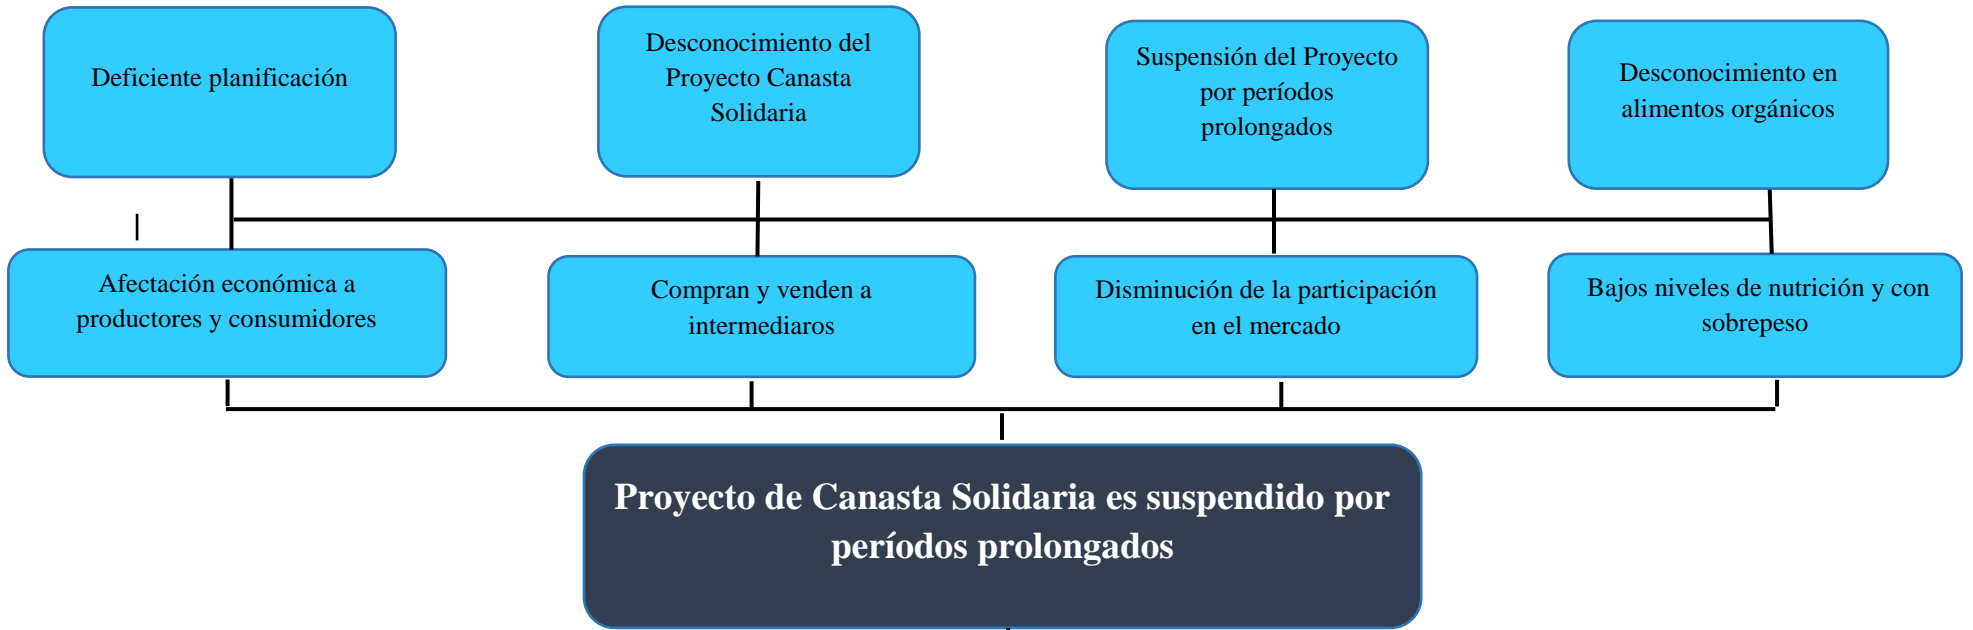 Deficiente planificación
Desconocimiento del
Proyecto Canasta
Solidaria
Suspensión del Proyecto
por períodos
prolongados
Desconocimiento en
alimentos orgánicos
Afectación económica a
productores y consumidores
Compran y venden a
intermediaros
Disminución de la participación
en el mercado
Bajos niveles de nutrición y con
sobrepeso
Proyecto de Canasta Solidaria es suspendido por
períodos prolongados